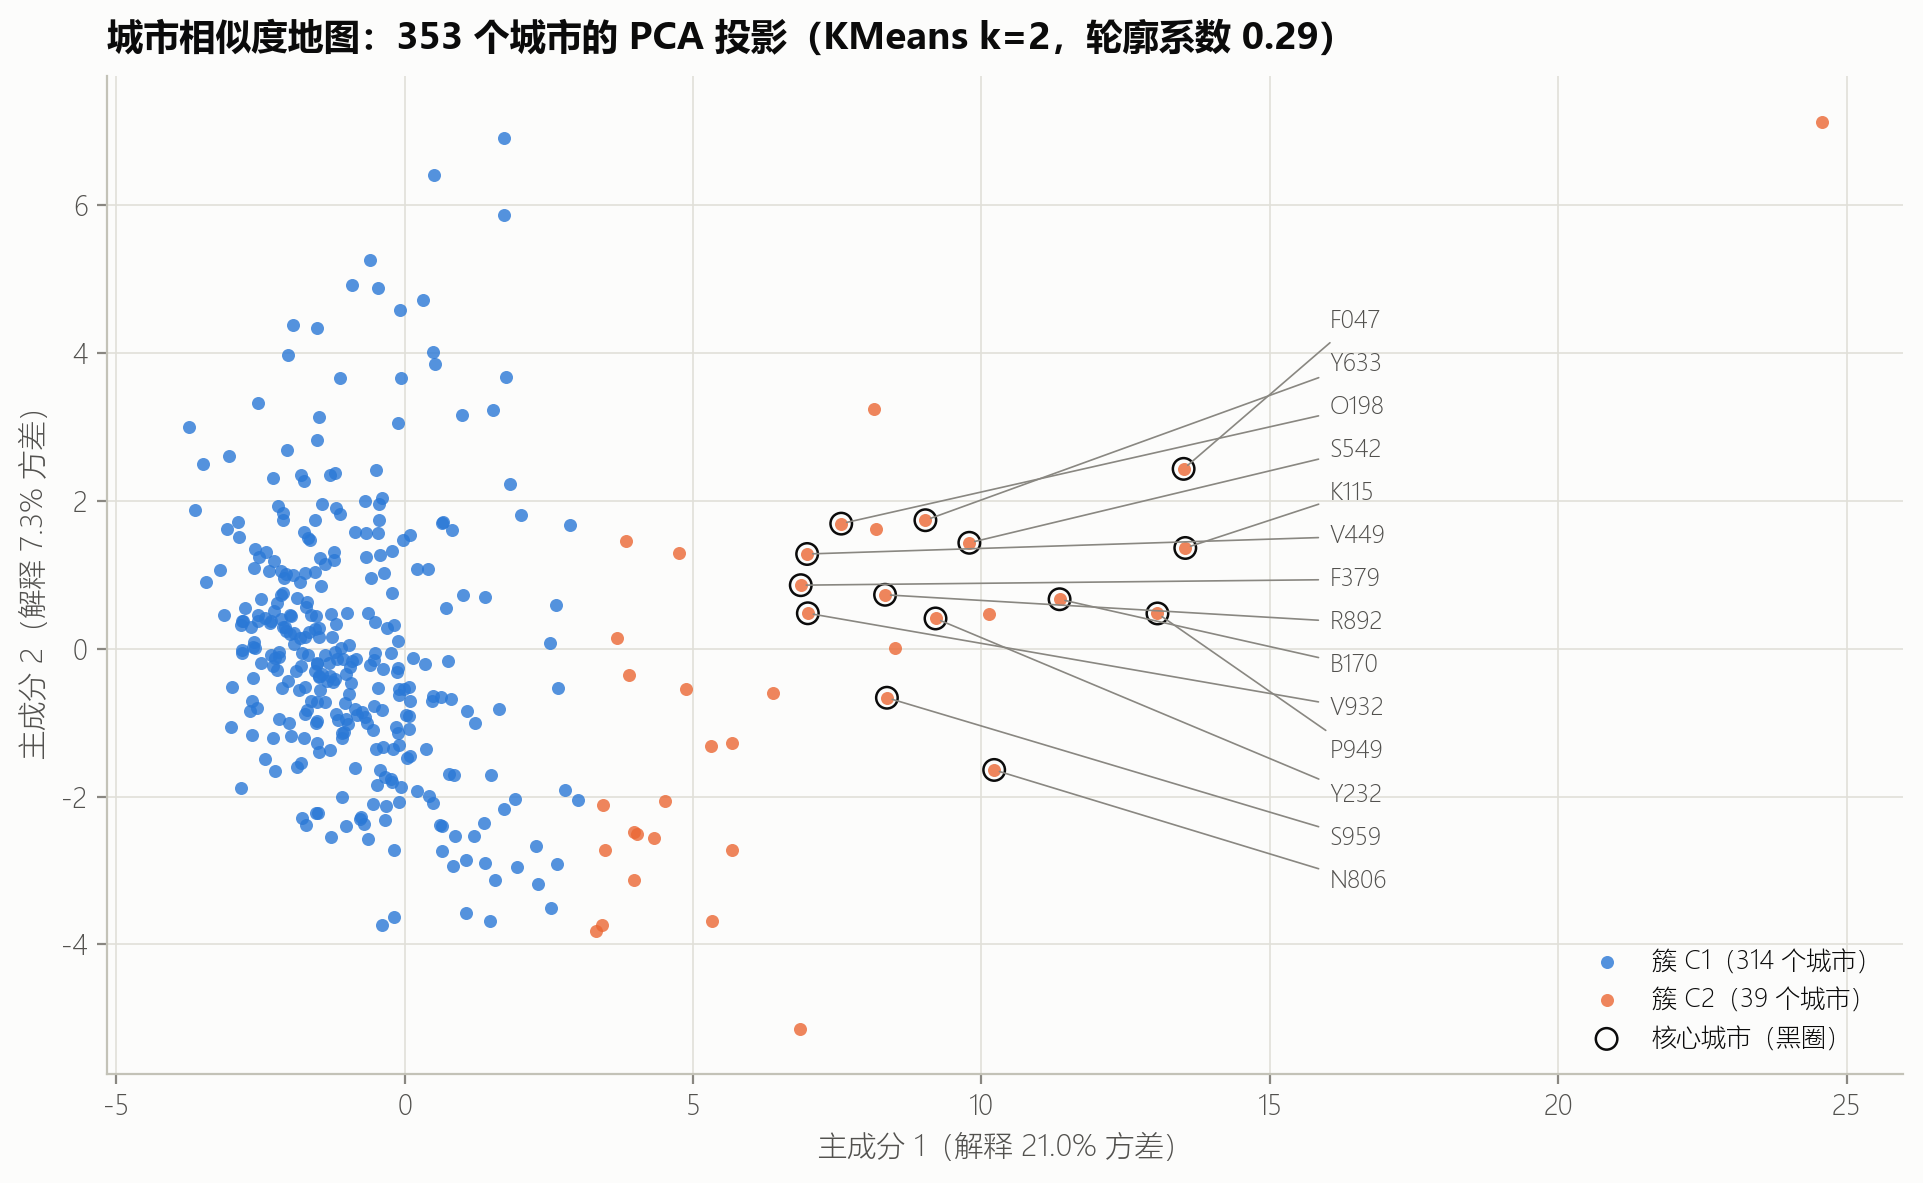 城市相似度地图：353 个城市的 PCA 投影（KMeans k=2，轮廓系数 0.29）
主成分 2（解释 7.3% 方差）
6
4
2
0
-2
-4
F047
Y633
O198
S542
K115
V449
F379
R892
B170
V932
P949
Y232
S959
N806
簇 C1（314 个城市）
簇 C2（39 个城市）
核心城市（黑圈）
-5
0
5
10
15
20
25
主成分 1（解释 21.0% 方差）